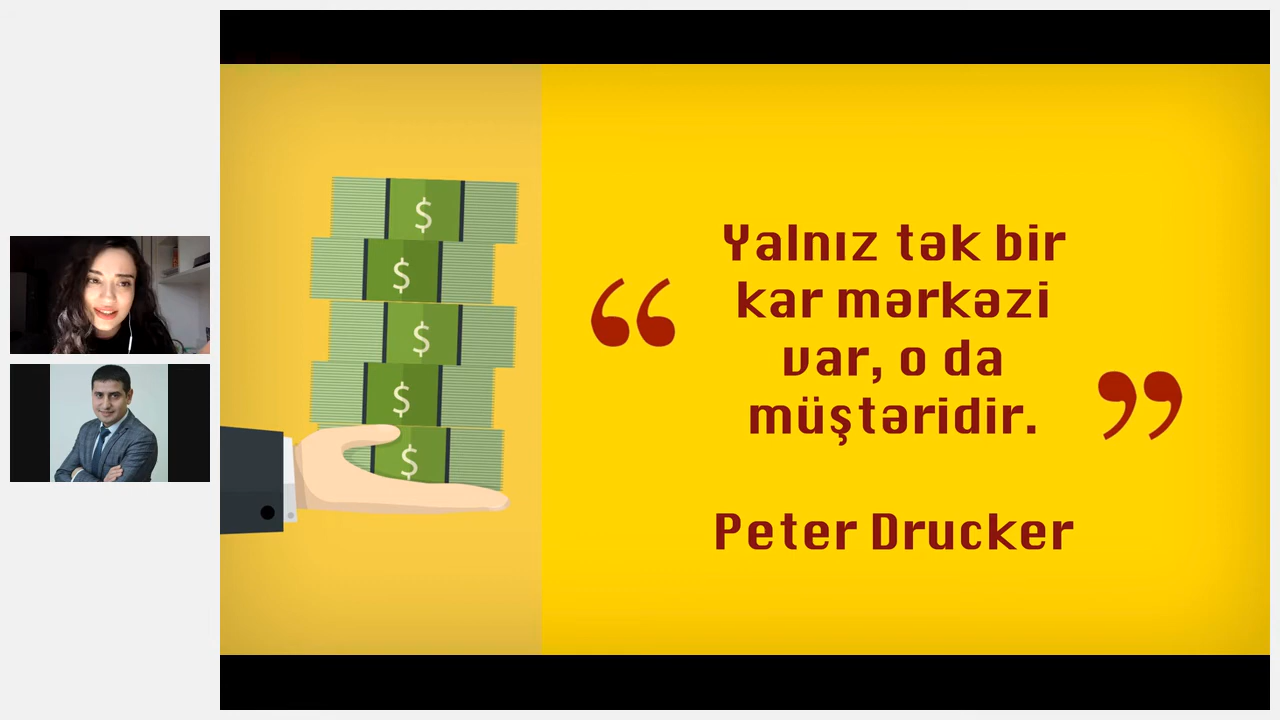 Yalnız tək bir
kar mərkəzi
var, o da
müştəridir.
Peter Drucker
$
$
$
$
$